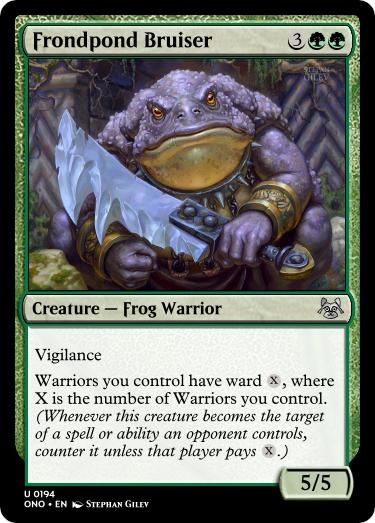 Frondpond Bruiser 3
STEPAN
GILEV
Creature — Frog Warrior
Vigilance
Warriors you control have ward X, where
X is the number of Warriors you control.
(Whenever this creature becomes the target
of a spell or ability an opponent controls,
counter it unless that player pays X.)
5/5
U 0194
ONO • EN Stephan Gilev